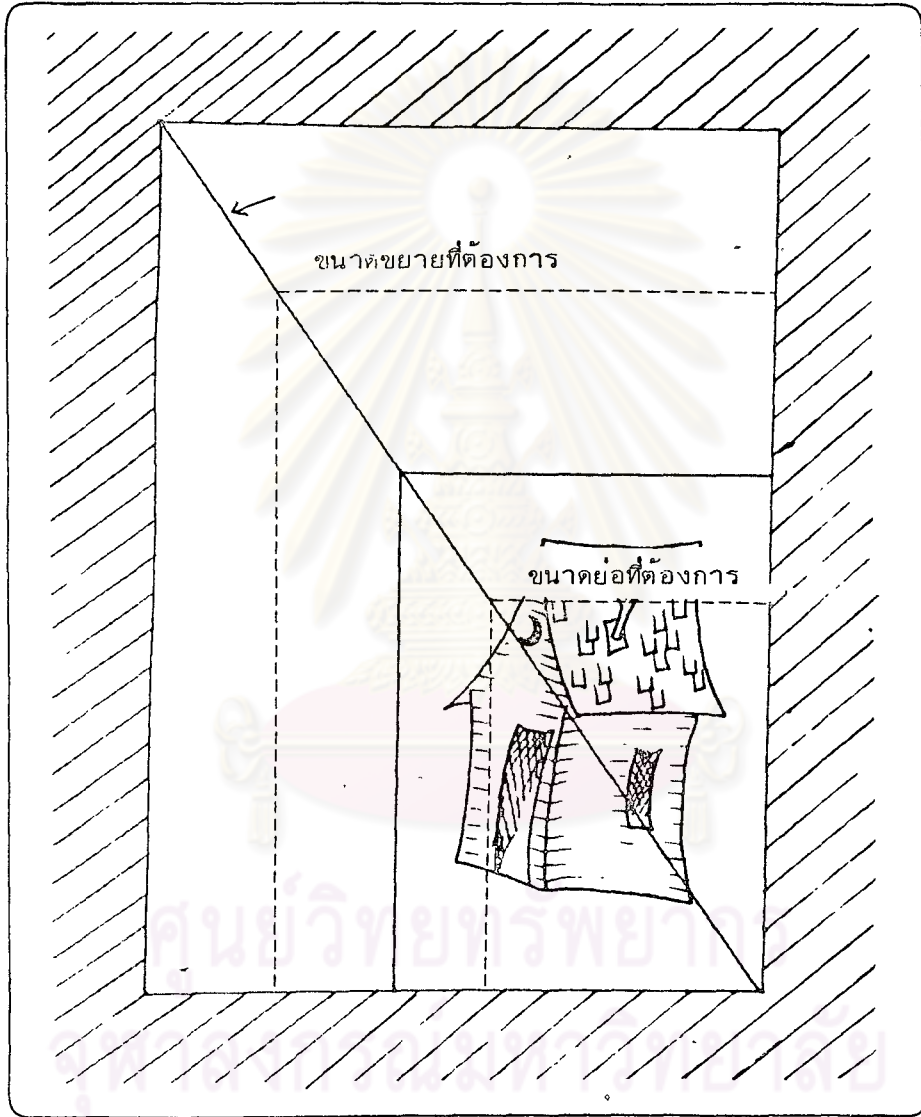 ขนาดขยายที่ต้องการ
ขนาดย่อที่ต้องการ
ศูนย์วิทยทรัพยากร
จุฬาลงกรณ์มหาวิทยาลัย